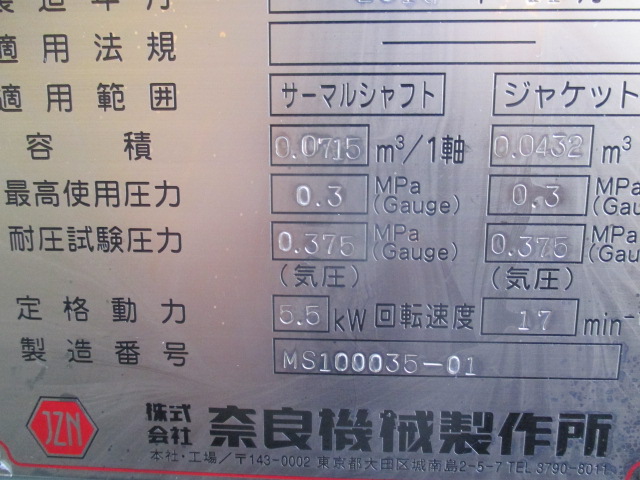 適用法規
適用範囲 サーマルシャフト ジャケット
容積 0.0715 m³/1軸 0.0432 m³
最高使用圧力 0.3 MPa (Gauge) 0.3 MPa
耐圧試験圧力 0.375 MPa (Gauge) 0.375 MPa
(気圧) (気圧)
定格動力 5.5 kW 回転速度 17 min⁻
製造番号 MS100035-01
JZN 株式会社 奈良機械製作所
本社・工場/〒143-0002 東京都大田区城南島2-5-7 TEL 3790-8011